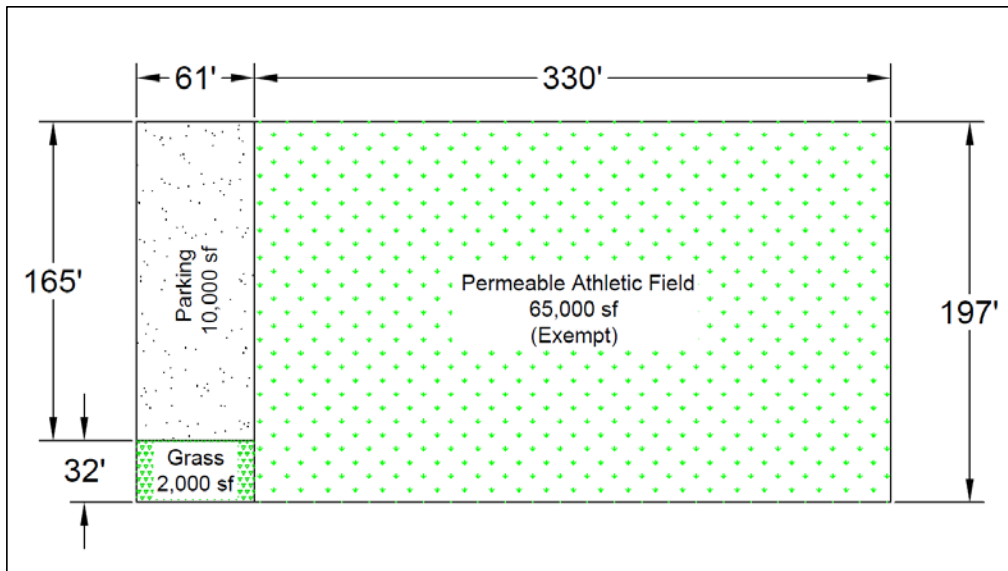 61'
330'
165'
Parking
10,000 sf
Permeable Athletic Field
65,000 sf
(Exempt)
197'
32'
Grass
2,000 sf